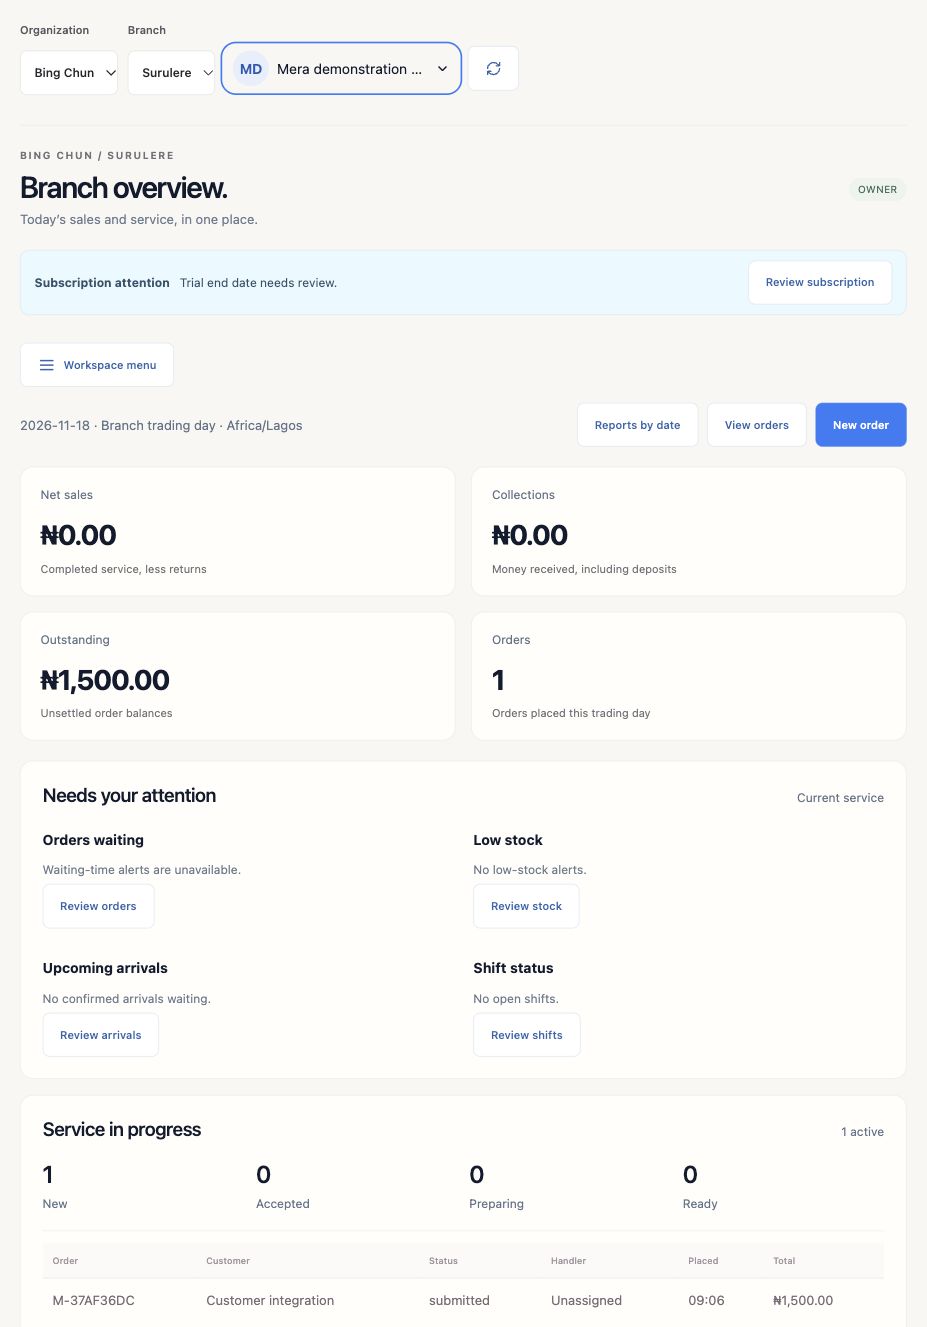 Organization Branch
Bing Chun Surulere MD Mera demonstration ...
BING CHUN / SURULERE
Branch overview.
OWNER
Today's sales and service, in one place.
Subscription attention Trial end date needs review. Review subscription
Workspace menu
2026-11-18 · Branch trading day · Africa/Lagos Reports by date View orders New order
Net sales
₦0.00
Completed service, less returns
Collections
₦0.00
Money received, including deposits
Outstanding
₦1,500.00
Unsettled order balances
Orders
1
Orders placed this trading day
Needs your attention Current service
Orders waiting
Waiting-time alerts are unavailable.
Review orders
Low stock
No low-stock alerts.
Review stock
Upcoming arrivals
No confirmed arrivals waiting.
Review arrivals
Shift status
No open shifts.
Review shifts
Service in progress 1 active
1 0 0 0
New Accepted Preparing Ready
Order Customer Status Handler Placed Total
M-37AF36DC Customer integration submitted Unassigned 09:06 ₦1,500.00